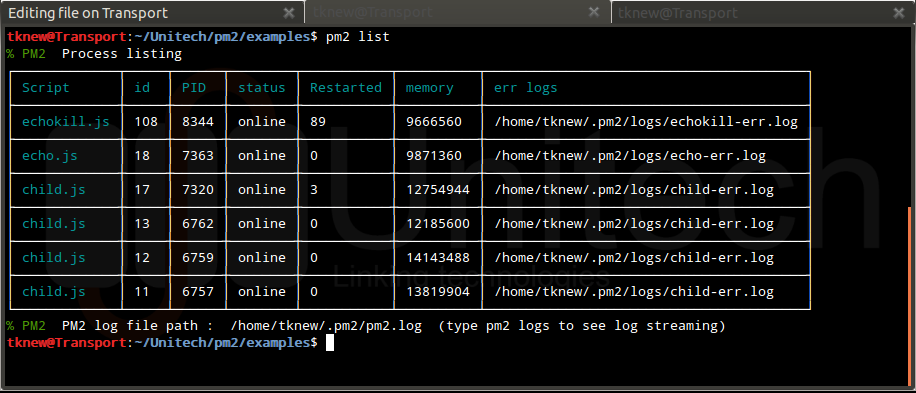 Editing file on Transport
tknew@Transport
tknew@Transport
tknew@Transport:~/Unitech/pm2/examples$ pm2 list
% PM2 Process listing
Script id PID status Restarted memory err logs
echokill.js 108 8344 online 89 9666560 /home/tknew/.pm2/logs/echokill-err.log
echo.js 18 7363 online 0 9871360 /home/tknew/.pm2/logs/echo-err.log
child.js 17 7320 online 3 12754944 /home/tknew/.pm2/logs/child-err.log
child.js 13 6762 online 0 12185600 /home/tknew/.pm2/logs/child-err.log
child.js 12 6759 online 0 14143488 /home/tknew/.pm2/logs/child-err.log
child.js 11 6757 online 0 13819904 /home/tknew/.pm2/logs/child-err.log
Unitech
Linking technologies
% PM2 PM2 log file path : /home/tknew/.pm2/pm2.log (type pm2 logs to see log streaming)
tknew@Transport:~/Unitech/pm2/examples$